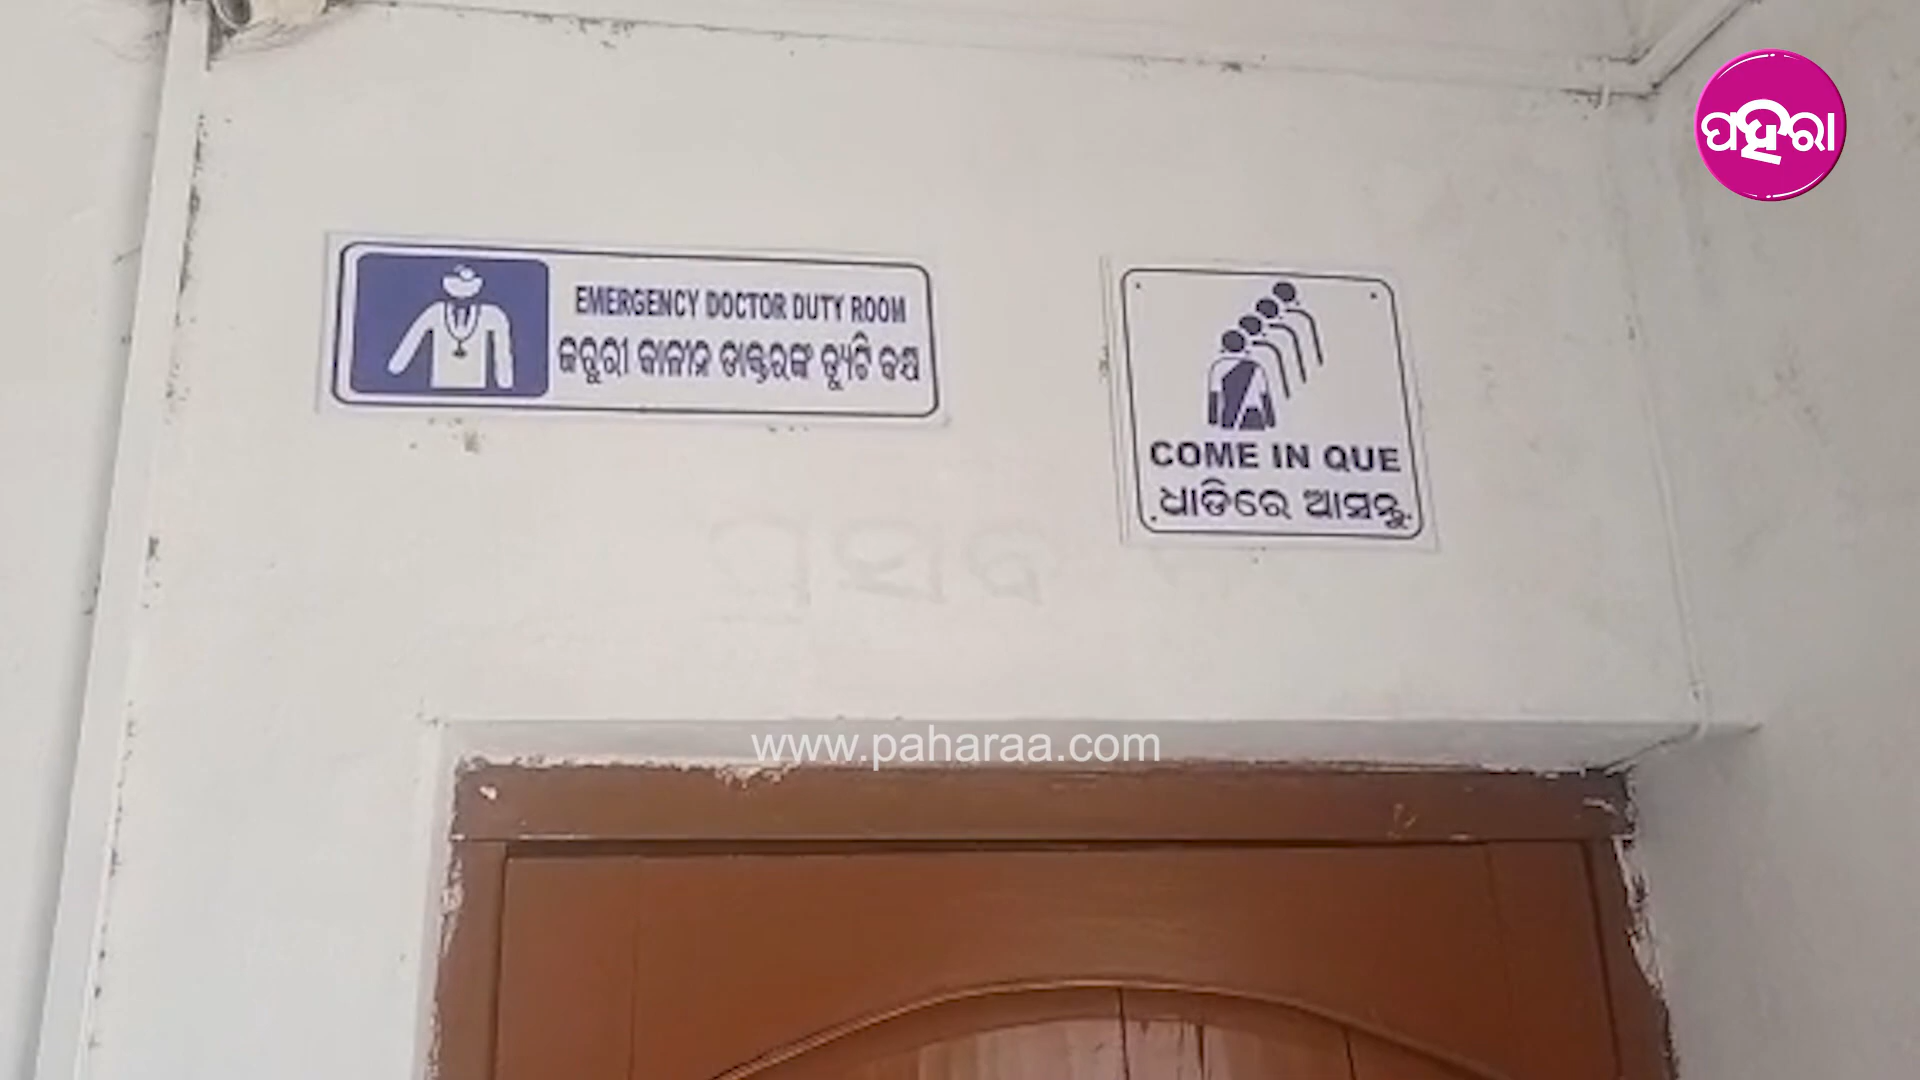 ପହରା
EMERGENCY DOCTOR DUTY ROOM
ଜରୁରୀ କାଳୀନ ଡାକ୍ତରଙ୍କ ଡ୍ୟୁଟି କକ୍ଷ
COME IN QUE
ଧାଡିରେ ଆସନ୍ତୁ
www.paharaa.com